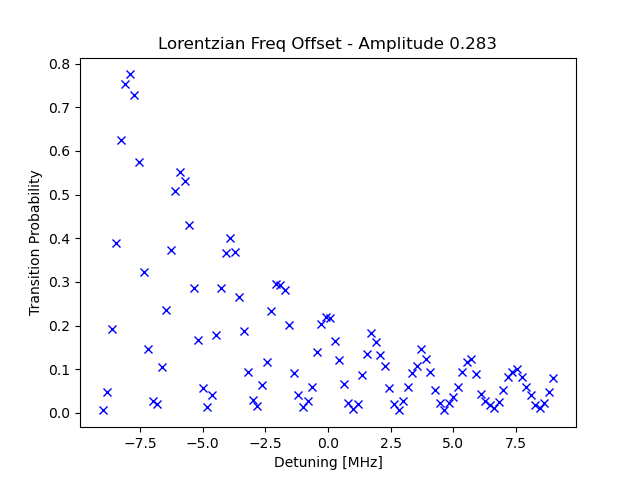 Lorentzian Freq Offset - Amplitude 0.283
Transition Probability
0.8
0.7
0.6
0.5
0.4
0.3
0.2
0.1
0.0
−7.5 −5.0 −2.5 0.0 2.5 5.0 7.5
Detuning [MHz]